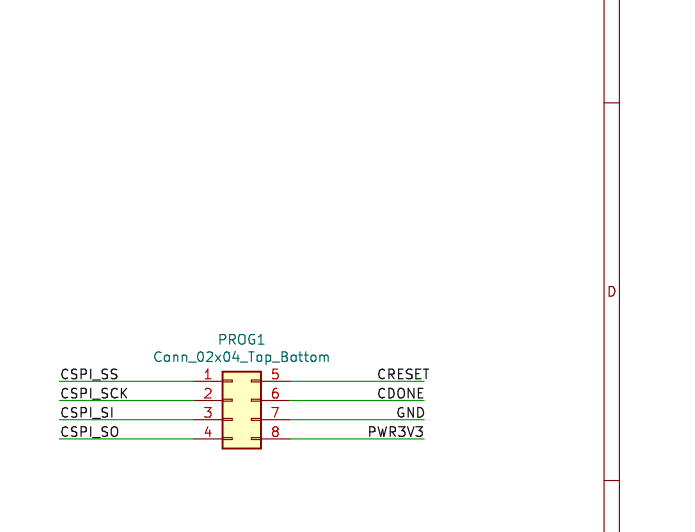 D
PROG1
Conn_02x04_Top_Bottom
CSPI_SS 1 5 CRESET
CSPI_SCK 2 6 CDONE
CSPI_SI 3 7 GND
CSPI_SO 4 8 PWR3V3